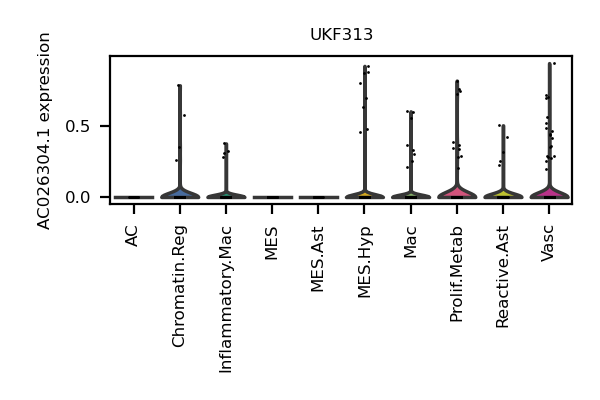 UKF313
AC026304.1 expression
0.5
0.0
AC
Chromatin.Reg
Inflammatory.Mac
MES
MES.Ast
MES.Hyp
Mac
Prolif.Metab
Reactive.Ast
Vasc